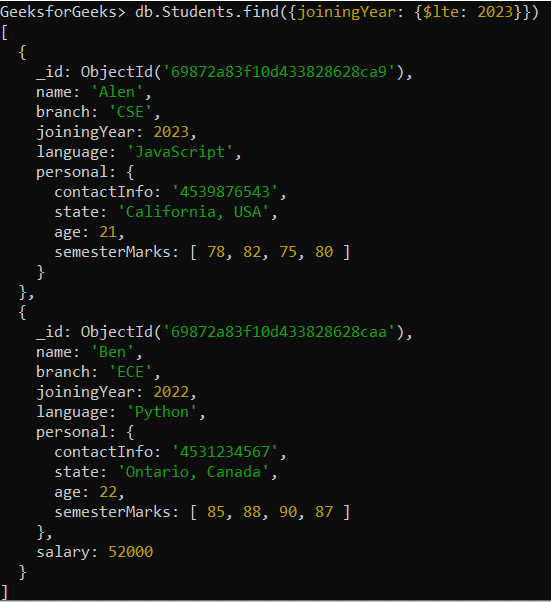 GeeksforGeeks> db.Students.find({joiningYear: {$lte: 2023}})
[
  {
    _id: ObjectId('69872a83f10d433828628ca9'),
    name: 'Alen',
    branch: 'CSE',
    joiningYear: 2023,
    language: 'JavaScript',
    personal: {
      contactInfo: '4539876543',
      state: 'California, USA',
      age: 21,
      semesterMarks: [ 78, 82, 75, 80 ]
    }
  },
  {
    _id: ObjectId('69872a83f10d433828628caa'),
    name: 'Ben',
    branch: 'ECE',
    joiningYear: 2022,
    language: 'Python',
    personal: {
      contactInfo: '4531234567',
      state: 'Ontario, Canada',
      age: 22,
      semesterMarks: [ 85, 88, 90, 87 ]
    },
    salary: 52000
  }
]